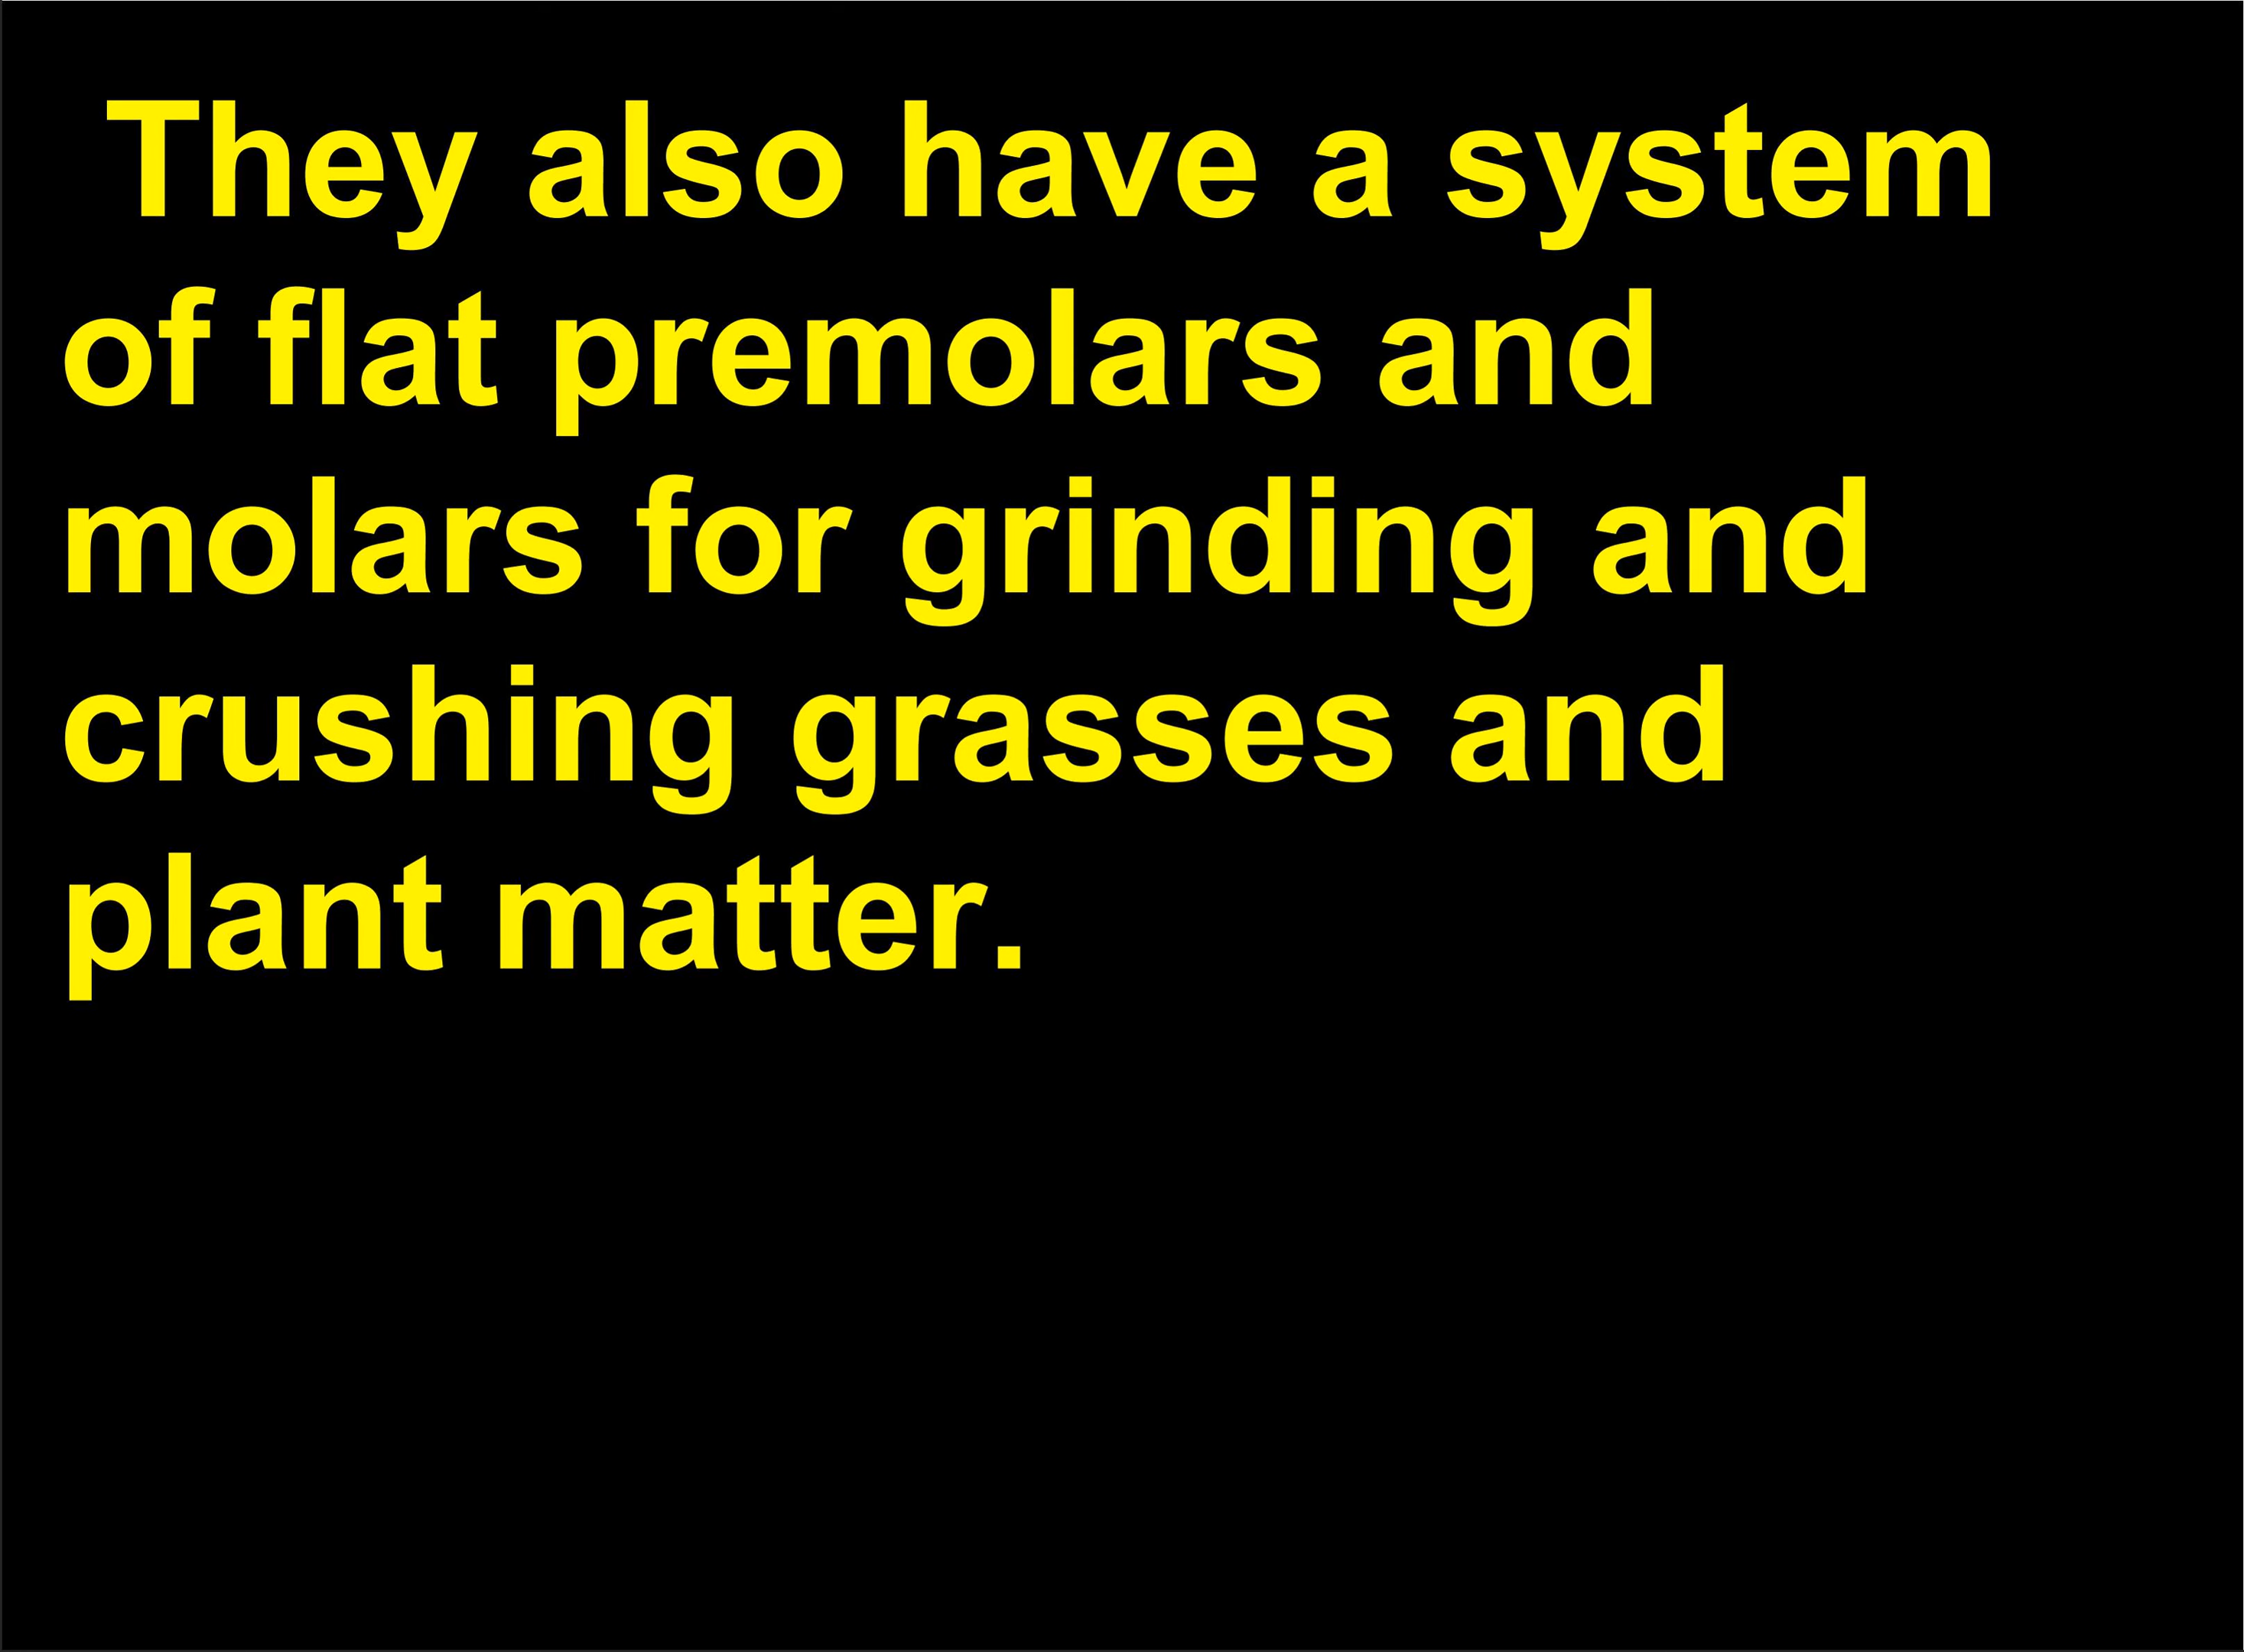 They also have a system
of flat premolars and
molars for grinding and
crushing grasses and
plant matter.